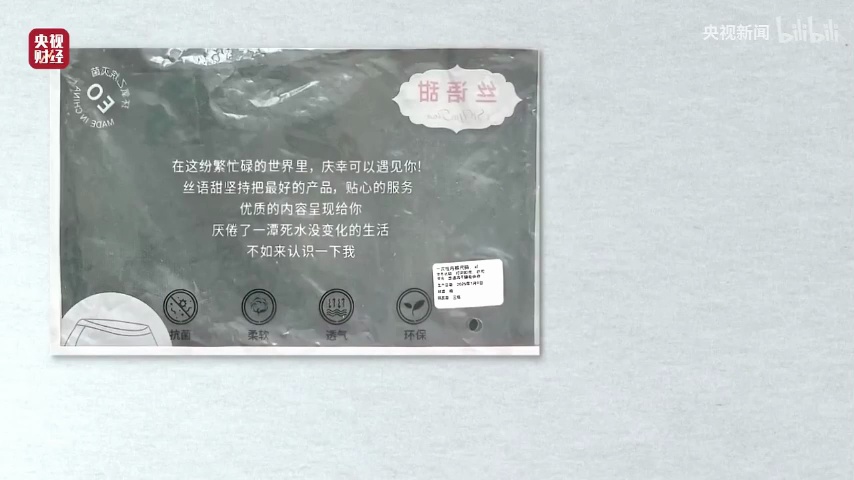 央视
财经
央视新闻
bilibili
EO
MADE IN CHINA
丝语甜
在这纷繁忙碌的世界里，庆幸可以遇见你!
丝语甜坚持把最好的产品，贴心的服务
优质的内容呈现给你
厌倦了一潭死水没变化的生活
不如来认识一下我
抗菌
柔软
透气
环保